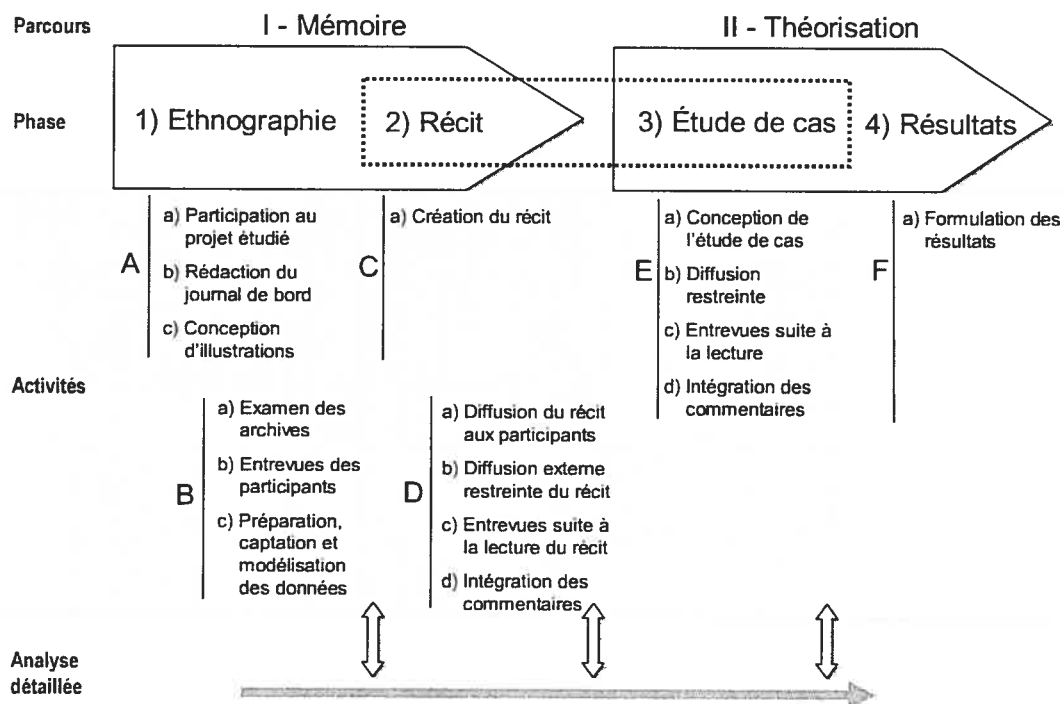 Parcours
I - Mémoire
II - Théorisation
Phase
1) Ethnographie
2) Récit
3) Étude de cas
4) Résultats
Activités
A
a) Participation au
projet étudié
b) Rédaction du
journal de bord
c) Conception
d'illustrations
B
a) Examen des
archives
b) Entrevues des
participants
c) Préparation,
captation et
modélisation
des données
C
a) Création du récit
D
a) Diffusion du récit
aux participants
b) Diffusion externe
restreinte du récit
c) Entrevues suite à
la lecture du récit
d) Intégration des
commentaires
E
a) Conception de
l'étude de cas
b) Diffusion
restreinte
c) Entrevues suite à
la lecture
d) Intégration des
commentaires
F
a) Formulation des
résultats
Analyse
détaillée